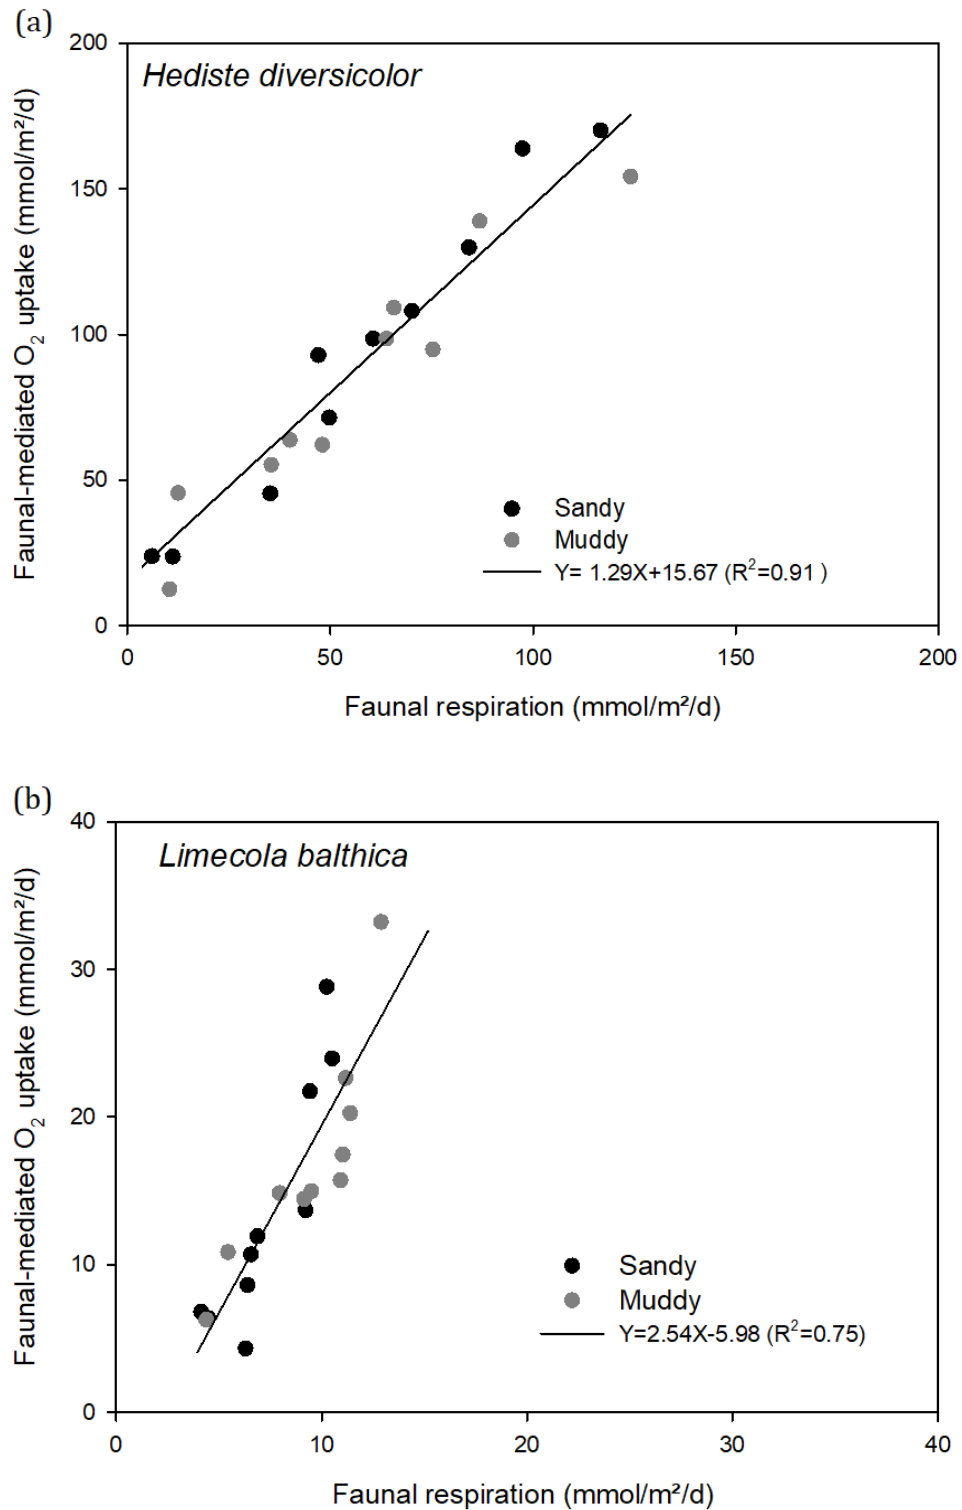 (a)
Hediste diversicolor
Faunal-mediated O₂ uptake (mmol/m²/d)
200
150
100
50
0
Sandy
Muddy
Y= 1.29X+15.67 (R²=0.91 )
0 50 100 150 200
Faunal respiration (mmol/m²/d)
(b)
Limecola balthica
Faunal-mediated O₂ uptake (mmol/m²/d)
40
30
20
10
0
Sandy
Muddy
Y=2.54X-5.98 (R²=0.75)
0 10 20 30 40
Faunal respiration (mmol/m²/d)